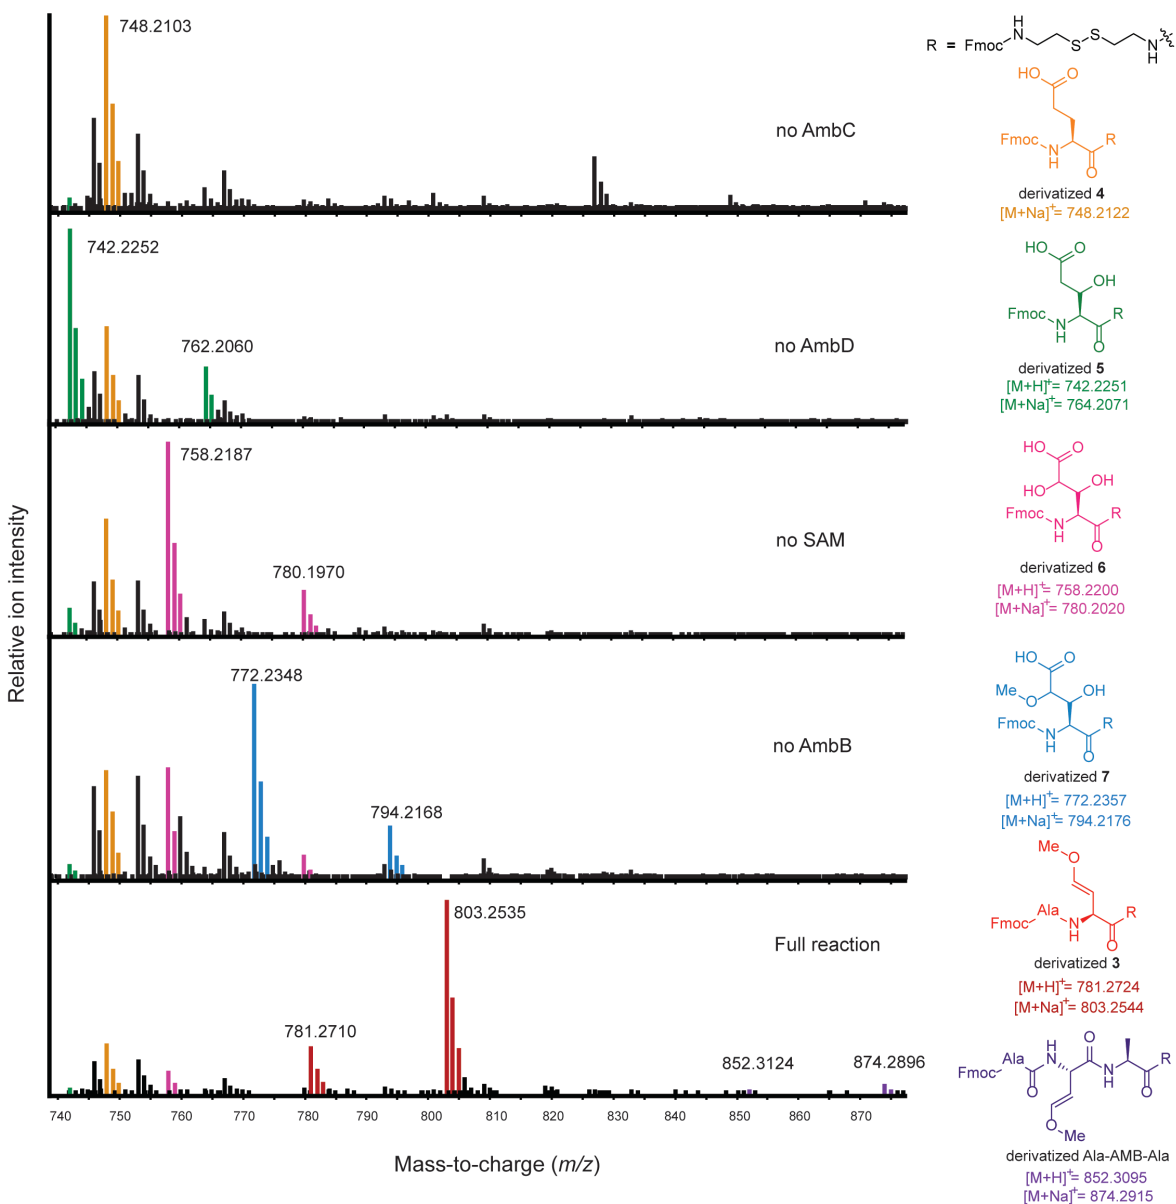 748.2103
no AmbC
742.2252
762.2060
no AmbD
758.2187
780.1970
no SAM
772.2348
794.2168
no AmbB
803.2535
781.2710
852.3124
874.2896
Full reaction
Relative ion intensity
740 750 760 770 780 790 800 810 820 830 840 850 860 870
Mass-to-charge (m/z)
R = Fmoc H N S S N H
HO O
Fmoc N H O R
derivatized 4
[M+Na]+= 748.2122
HO O
OH
Fmoc N H O R
derivatized 5
[M+H]+= 742.2251
[M+Na]+= 764.2071
HO O
HO OH
Fmoc N H O R
derivatized 6
[M+H]+= 758.2200
[M+Na]+= 780.2020
HO O
Me O OH
Fmoc N H O R
derivatized 7
[M+H]+= 772.2357
[M+Na]+= 794.2176
Me O
Fmoc Ala N H O R
derivatized 3
[M+H]+= 781.2724
[M+Na]+= 803.2544
Fmoc Ala O H N O N H O R
O Me
derivatized Ala-AMB-Ala
[M+H]+= 852.3095
[M+Na]+= 874.2915